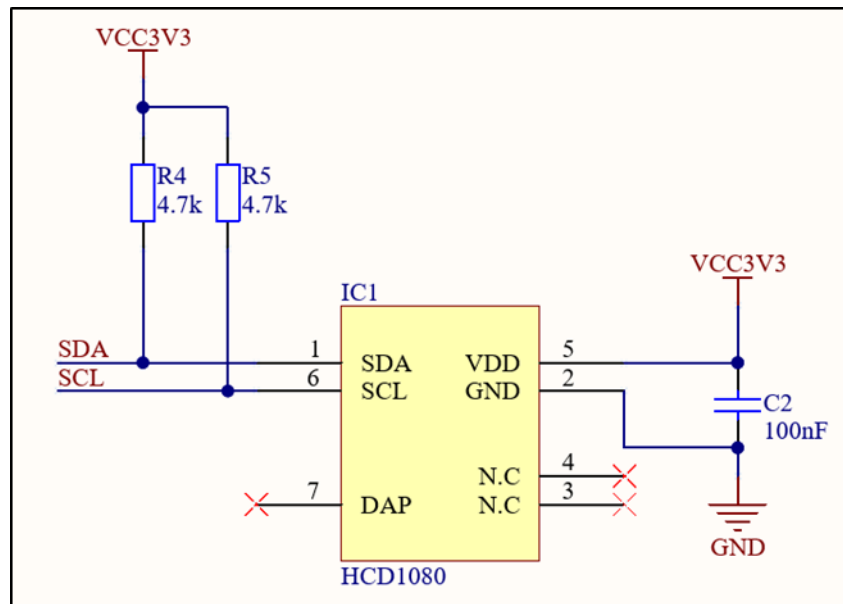 VCC3V3
R4
4.7k
R5
4.7k
VCC3V3
IC1
SDA
1
SDA
VDD
5
SCL
6
SCL
GND
2
C2
100nF
N.C
4
7
DAP
N.C
3
GND
HCD1080